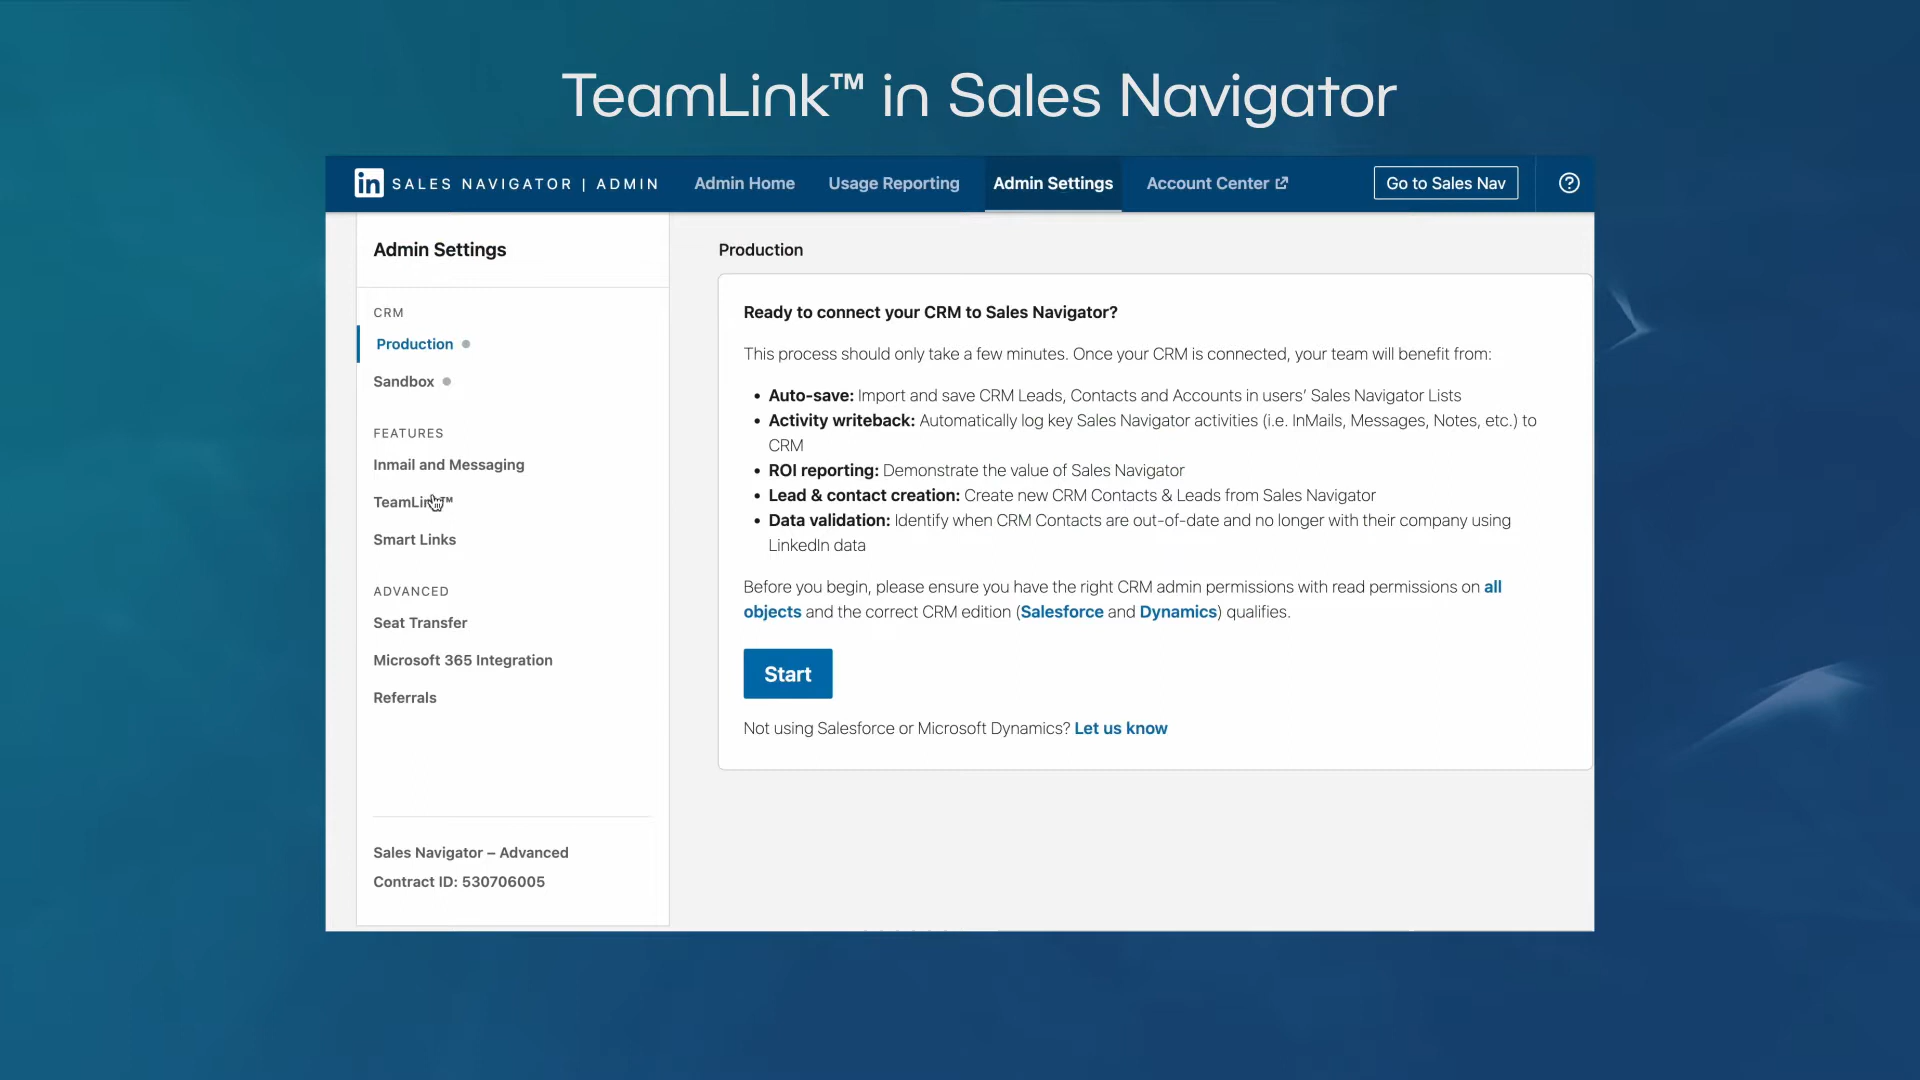 TeamLink™ in Sales Navigator
in SALES NAVIGATOR | ADMIN
Admin Home
Usage Reporting
Admin Settings
Account Center
Go to Sales Nav
?
Admin Settings
CRM
Production
Sandbox
FEATURES
Inmail and Messaging
TeamLink™
Smart Links
ADVANCED
Seat Transfer
Microsoft 365 Integration
Referrals
Sales Navigator – Advanced
Contract ID: 530706005
Production
Ready to connect your CRM to Sales Navigator?
This process should only take a few minutes. Once your CRM is connected, your team will benefit from:
• Auto-save: Import and save CRM Leads, Contacts and Accounts in users’ Sales Navigator Lists
• Activity writeback: Automatically log key Sales Navigator activities (i.e. InMails, Messages, Notes, etc.) to
CRM
• ROI reporting: Demonstrate the value of Sales Navigator
• Lead & contact creation: Create new CRM Contacts & Leads from Sales Navigator
• Data validation: Identify when CRM Contacts are out-of-date and no longer with their company using
LinkedIn data
Before you begin, please ensure you have the right CRM admin permissions with read permissions on all
objects and the correct CRM edition (Salesforce and Dynamics) qualifies.
Start
Not using Salesforce or Microsoft Dynamics? Let us know